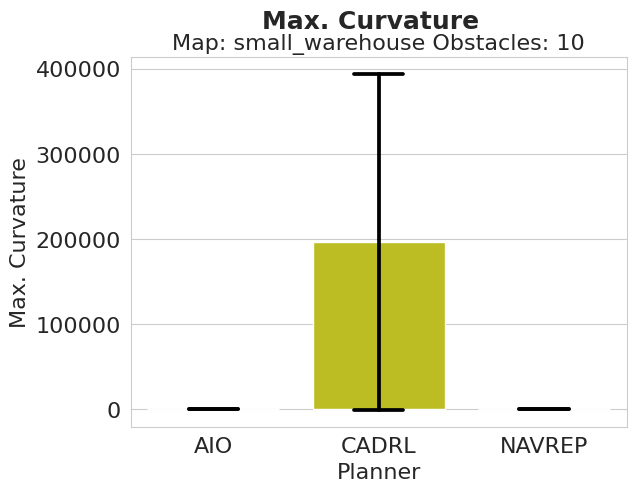 Max. Curvature
Map: small_warehouse Obstacles: 10
400000
300000
200000
100000
0
Max. Curvature
AIO CADRL NAVREP
Planner